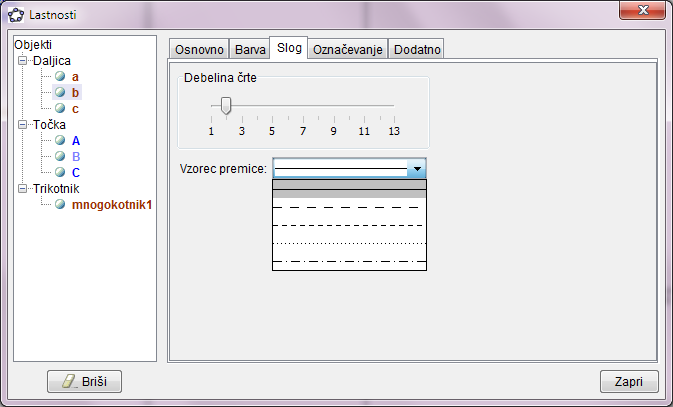 Lastnosti
Objekti
Daljica
a
b
c
Točka
A
B
C
Trikotnik
mnogokotnik1
Osnovno Barva Slog Označevanje Dodatno
Debelina črte
1 3 5 7 9 11 13
Vzorec premice:
Briši
Zapri